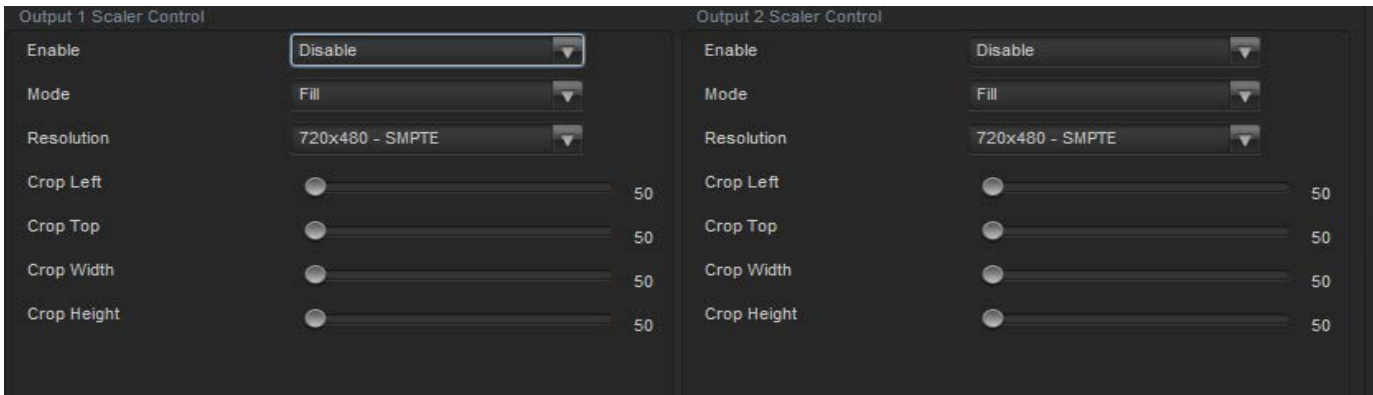 Output 1 Scaler Control
Enable
Disable
Mode
Fill
Resolution
720x480 - SMPTE
Crop Left
50
Crop Top
50
Crop Width
50
Crop Height
50
Output 2 Scaler Control
Enable
Disable
Mode
Fill
Resolution
720x480 - SMPTE
Crop Left
50
Crop Top
50
Crop Width
50
Crop Height
50